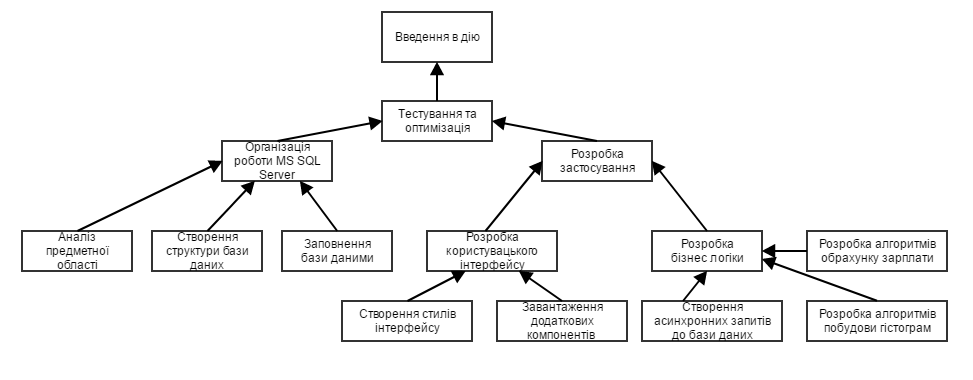 Введення в дію
Тестування та
оптимізація
Організація
роботи MS SQL
Server
Розробка
застосування
Аналіз
предметної
області
Створення
структури бази
даних
Заповнення
бази даними
Розробка
користувацького
інтерфейсу
Розробка
бізнес логіки
Розробка алгоритмів
обрахунку зарплати
Створення стилів
інтерфейсу
Завантаження
додаткових
компонентів
Створення
асинхронних запитів
до бази даних
Розробка алгоритмів
побудови гістограм